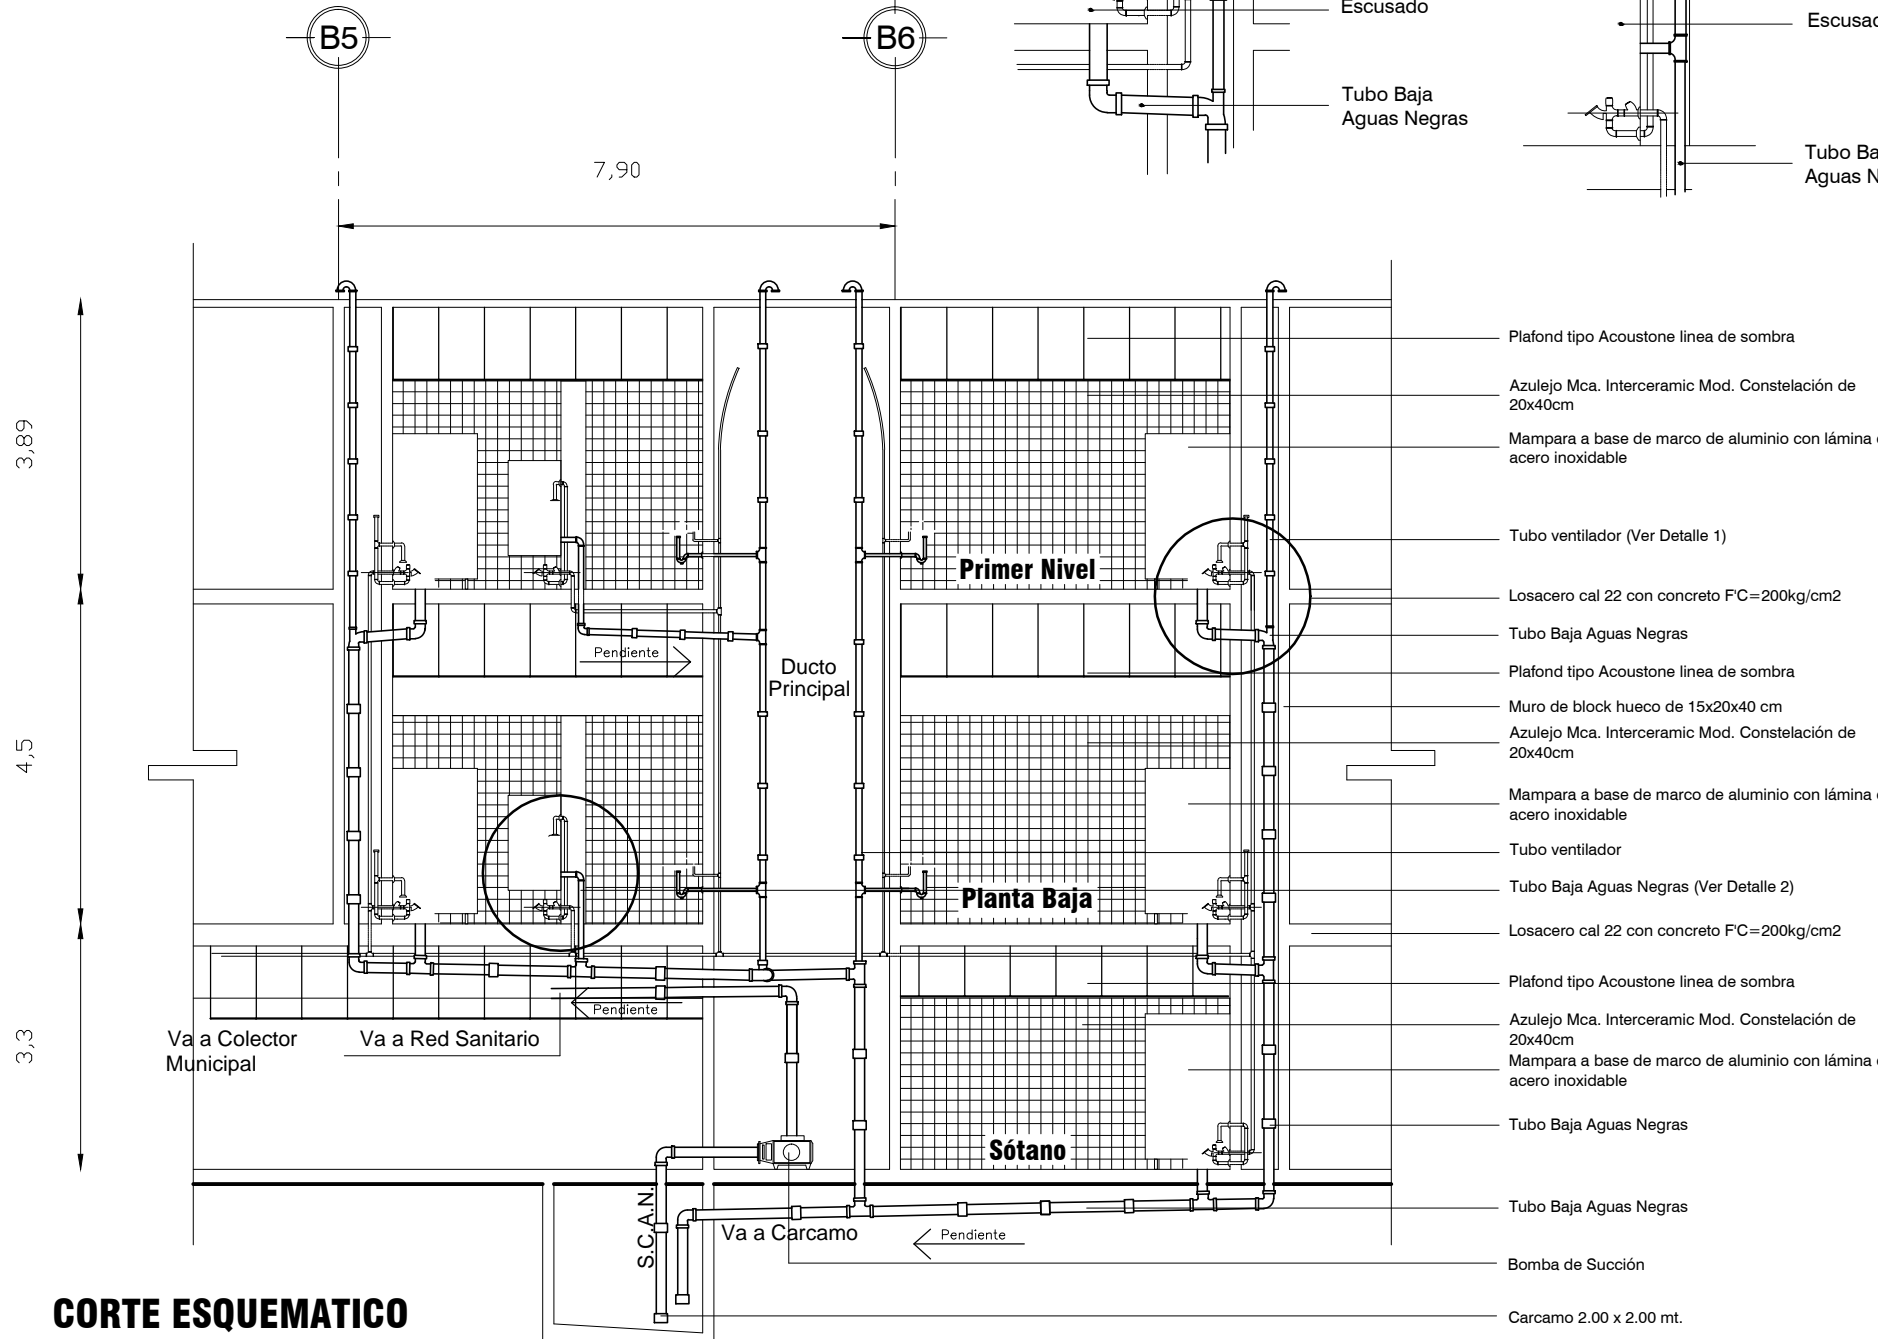 B5
B6
Escusado
Tubo Baja
Aguas Negras
Tubo
Aguas
7,90
3,89
4,5
3,3
Plafond tipo Acoustone linea de sombra
Azulejo Mca. Interceramic Mod. Constelación de
20x40cm
Mampara a base de marco de aluminio con lámina
acero inoxidable
Tubo ventilador (Ver Detalle 1)
Primer Nivel
Losacero cal 22 con concreto F'C=200kg/cm2
Tubo Baja Aguas Negras
Pendiente
Ducto
Principal
Plafond tipo Acoustone linea de sombra
Muro de block hueco de 15x20x40 cm
Azulejo Mca. Interceramic Mod. Constelación de
20x40cm
Mampara a base de marco de aluminio con lámina
acero inoxidable
Tubo ventilador
Tubo Baja Aguas Negras (Ver Detalle 2)
Planta Baja
Losacero cal 22 con concreto F'C=200kg/cm2
Plafond tipo Acoustone linea de sombra
Pendiente
Va a Colector
Municipal
Va a Red Sanitario
Azulejo Mca. Interceramic Mod. Constelación de
20x40cm
Mampara a base de marco de aluminio con lámina
acero inoxidable
Tubo Baja Aguas Negras
Sótano
S.C.A.N.
Tubo Baja Aguas Negras
Va a Carcamo
Pendiente
Bomba de Succión
Carcamo 2.00 x 2.00 mt.
CORTE ESQUEMATICO